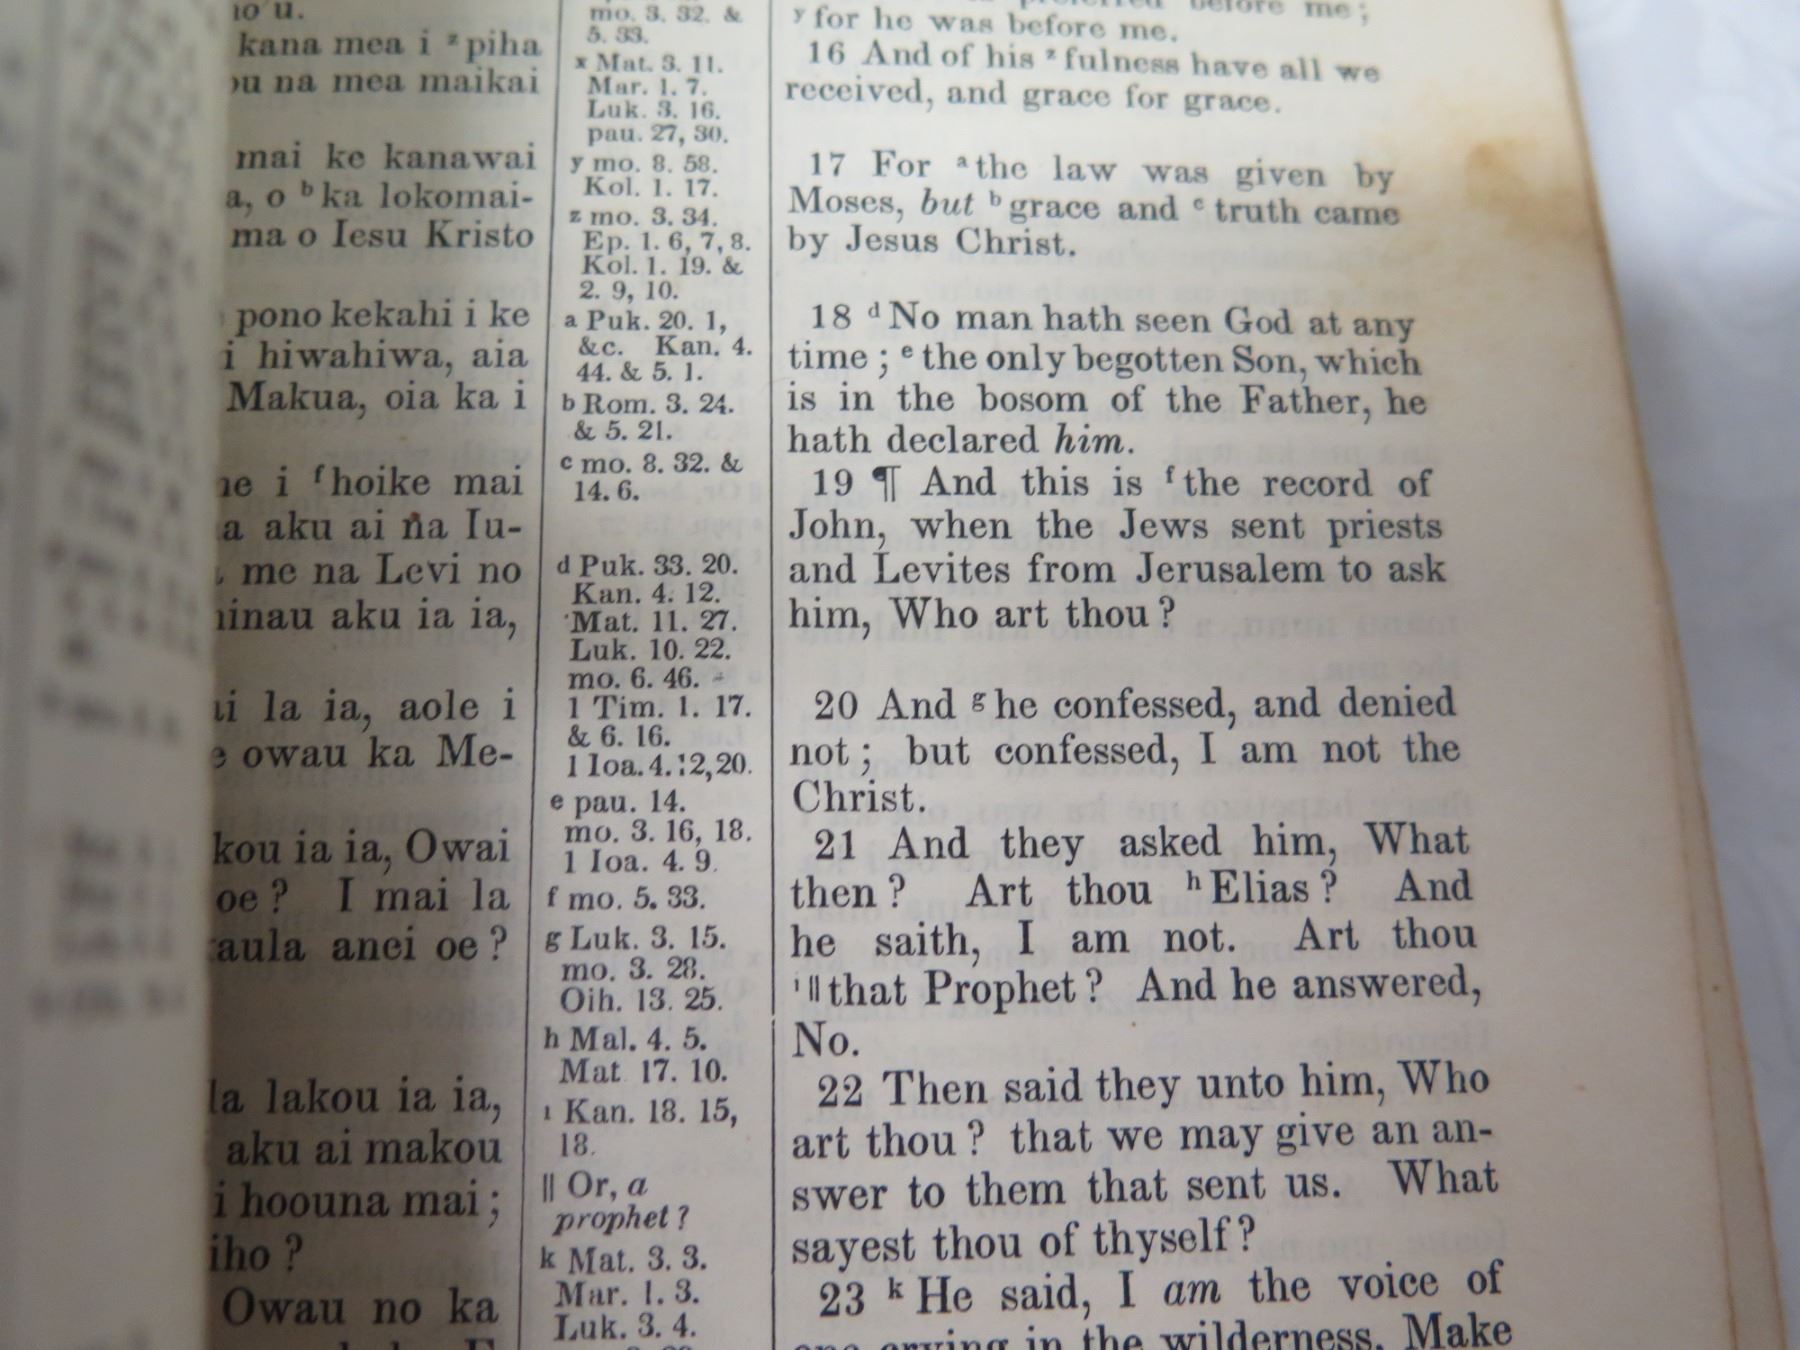 kana mea i ᶻ piha
na mea maikai
mai ke kanawai
a, o ᵇ ka lokomai-
ma o Iesu Kristo
pono kekahi i ke
i hiwahiwa, aia
Makua, oia ka i
i ᶠ hoike mai
a aku ai na Iu-
me na Levi no
ninau aku ia ia,
la ia, aole i
owau ka Me-
kou ia ia, Owai
oe? I mai la
kaula anei oe?
la lakou ia ia,
aku ai makou
i hoouna mai;
iho?
Owau no ka
mo. 3. 32. &
5. 33.
x Mat. 3. 11.
Mar. 1. 7.
Luk. 3. 16.
pau. 27, 30.
y mo. 8. 58.
Kol. 1. 17.
z mo. 3. 34.
Ep. 1. 6, 7, 8.
Kol. 1. 19. &
2. 9, 10.
a Puk. 20. 1,
&c. Kan. 4.
44. & 5. 1.
b Rom. 3. 24.
& 5. 21.
c mo. 8. 32. &
14. 6.
d Puk. 33. 20.
Kan. 4. 12.
Mat. 11. 27.
Luk. 10. 22.
mo. 6. 46.
1 Tim. 1. 17.
& 6. 16.
1 Ioa. 4. 12, 20.
e pau. 14.
mo. 3. 16, 18.
1 Ioa. 4. 9.
f mo. 5. 33.
g Luk. 3. 15.
mo. 3. 28.
Oih. 13. 25.
h Mal. 4. 5.
Mat 17. 10.
i Kan. 18. 15,
18.
|| Or, a
prophet?
k Mat. 3. 3.
Mar. 1. 3.
Luk. 3. 4.
before me;
ʸ for he was before me.
16 And of his ᶻ fulness have all we
received, and grace for grace.
17 For ᵃ the law was given by
Moses, but ᵇ grace and ᶜ truth came
by Jesus Christ.
18 ᵈ No man hath seen God at any
time; ᵉ the only begotten Son, which
is in the bosom of the Father, he
hath declared him.
19 ¶ And this is ᶠ the record of
John, when the Jews sent priests
and Levites from Jerusalem to ask
him, Who art thou?
20 And ᵍ he confessed, and denied
not; but confessed, I am not the
Christ.
21 And they asked him, What
then? Art thou ʰ Elias? And
he saith, I am not. Art thou
ⁱ || that Prophet? And he answered,
No.
22 Then said they unto him, Who
art thou? that we may give an an-
swer to them that sent us. What
sayest thou of thyself?
23 ᵏ He said, I am the voice of
one crying in the wilderness, Make